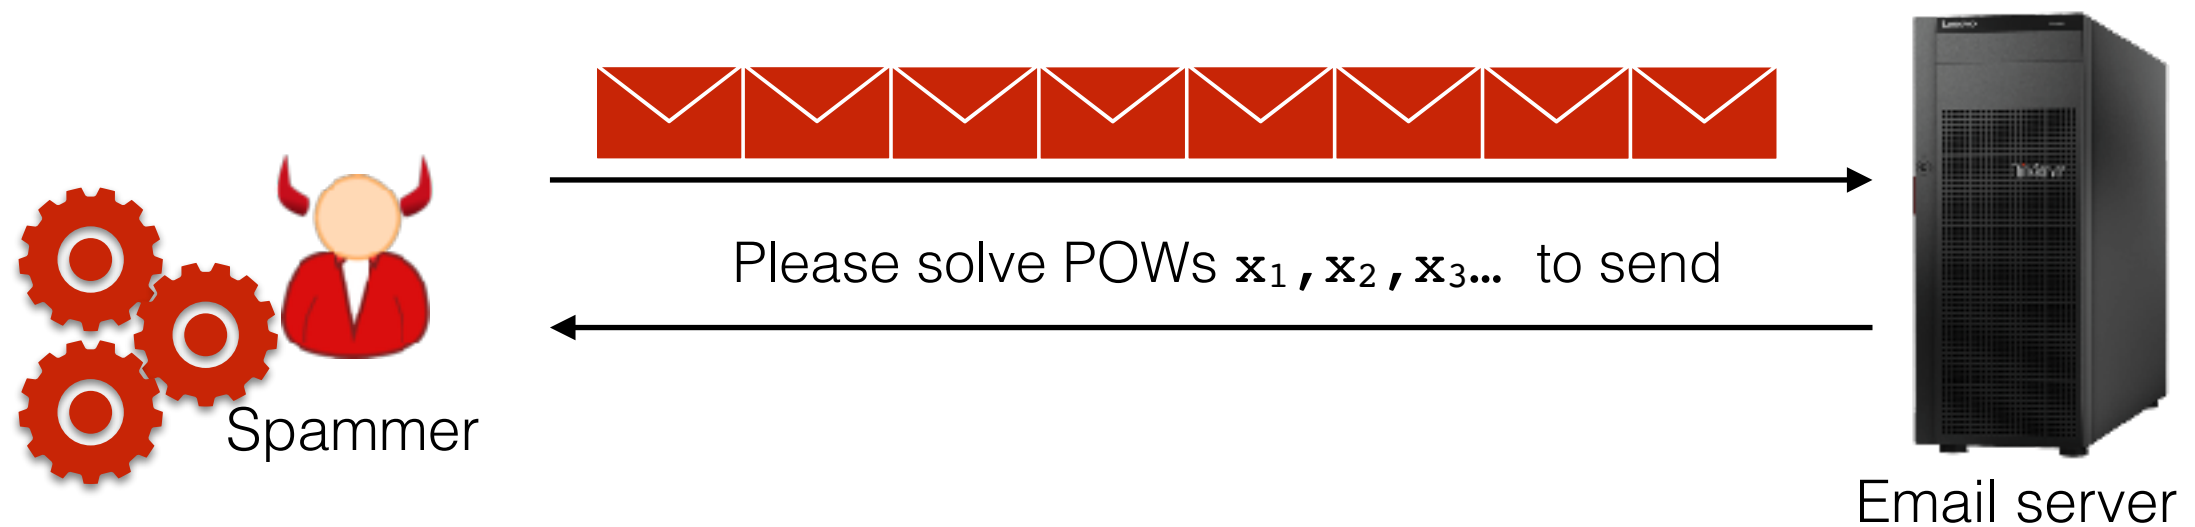 Please solve POWs x₁,x₂,x₃… to send
Spammer
Email server